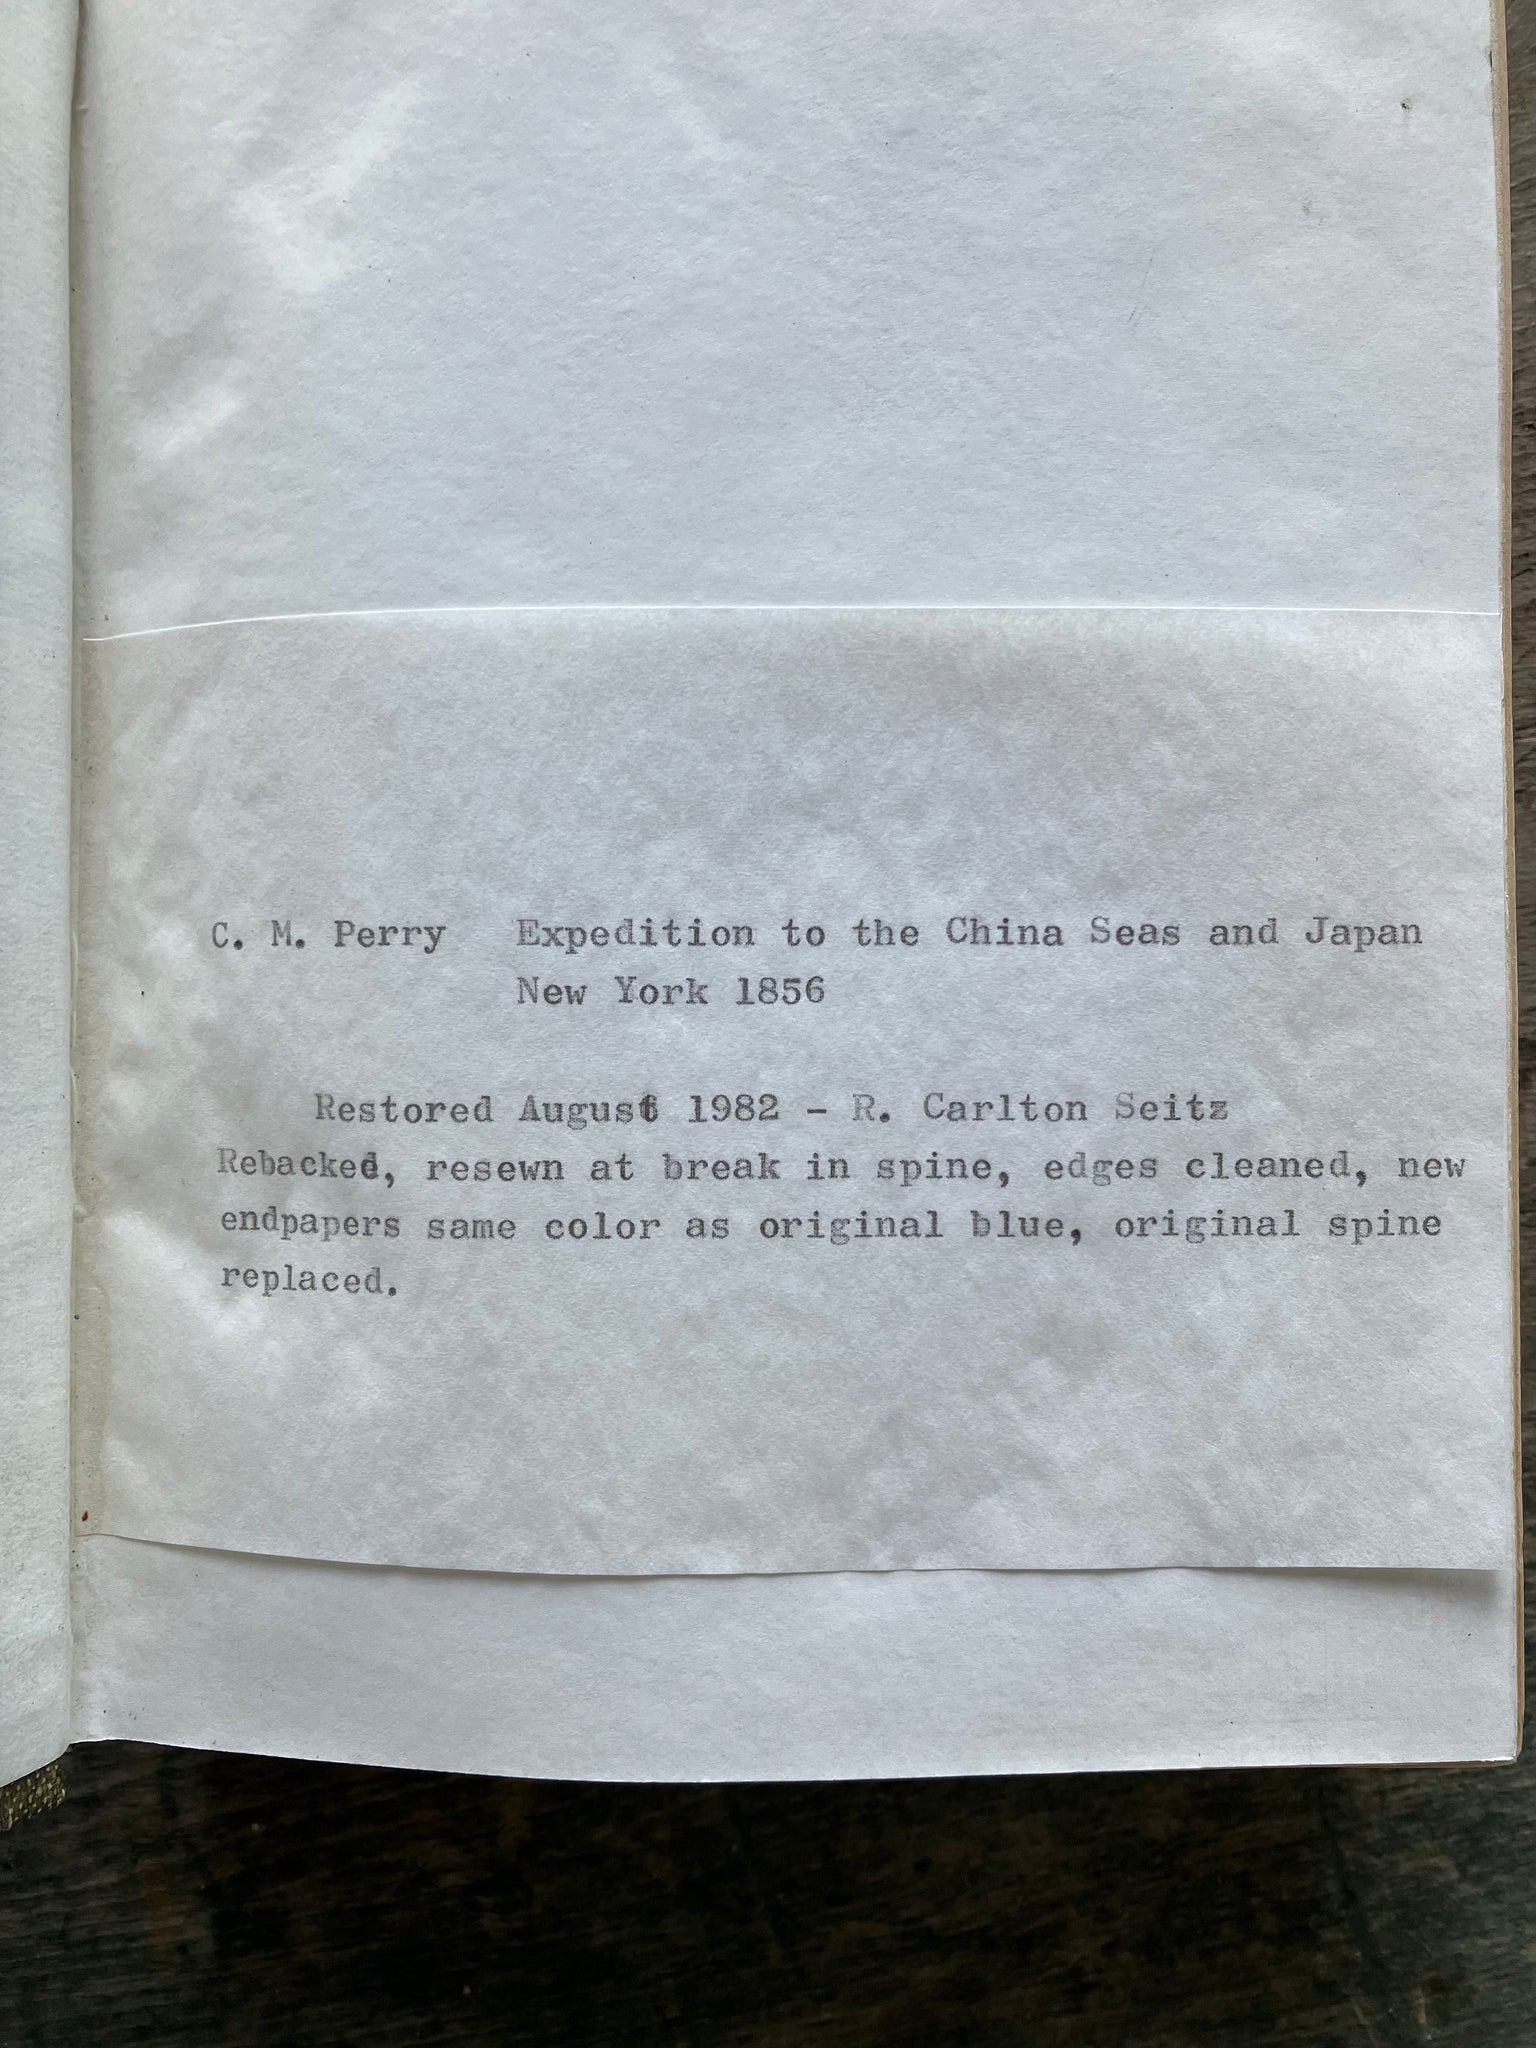 C. M. Perry Expedition to the China Seas and Japan
New York 1856
Restored August 1982 - R. Carlton Seitz
Rebacked, resewn at break in spine, edges cleaned, new
endpapers same color as original blue, original spine
replaced.